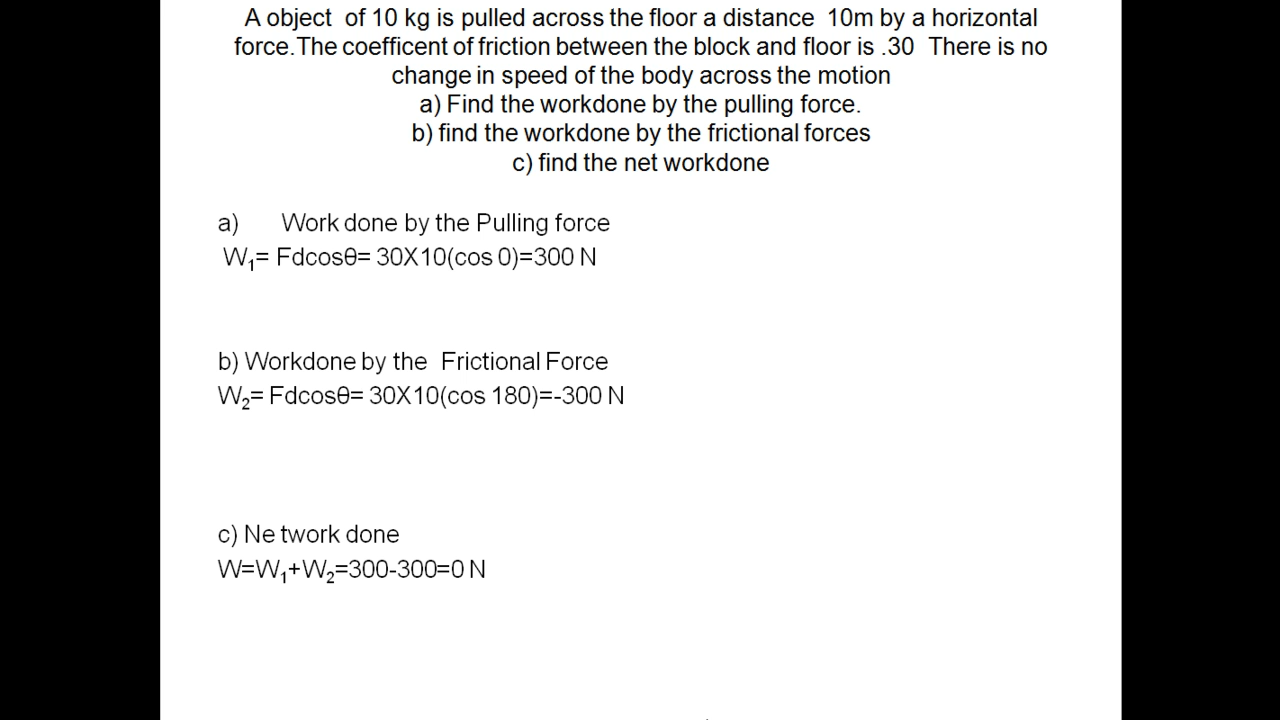 A object of 10 kg is pulled across the floor a distance 10m by a horizontal
force.The coefficent of friction between the block and floor is .30 There is no
change in speed of the body across the motion
a) Find the workdone by the pulling force.
b) find the workdone by the frictional forces
c) find the net workdone
a) Work done by the Pulling force
W₁= Fdcosθ= 30X10(cos 0)=300 N
b) Workdone by the Frictional Force
W₂= Fdcosθ= 30X10(cos 180)=-300 N
c) Ne twork done
W=W₁+W₂=300-300=0 N